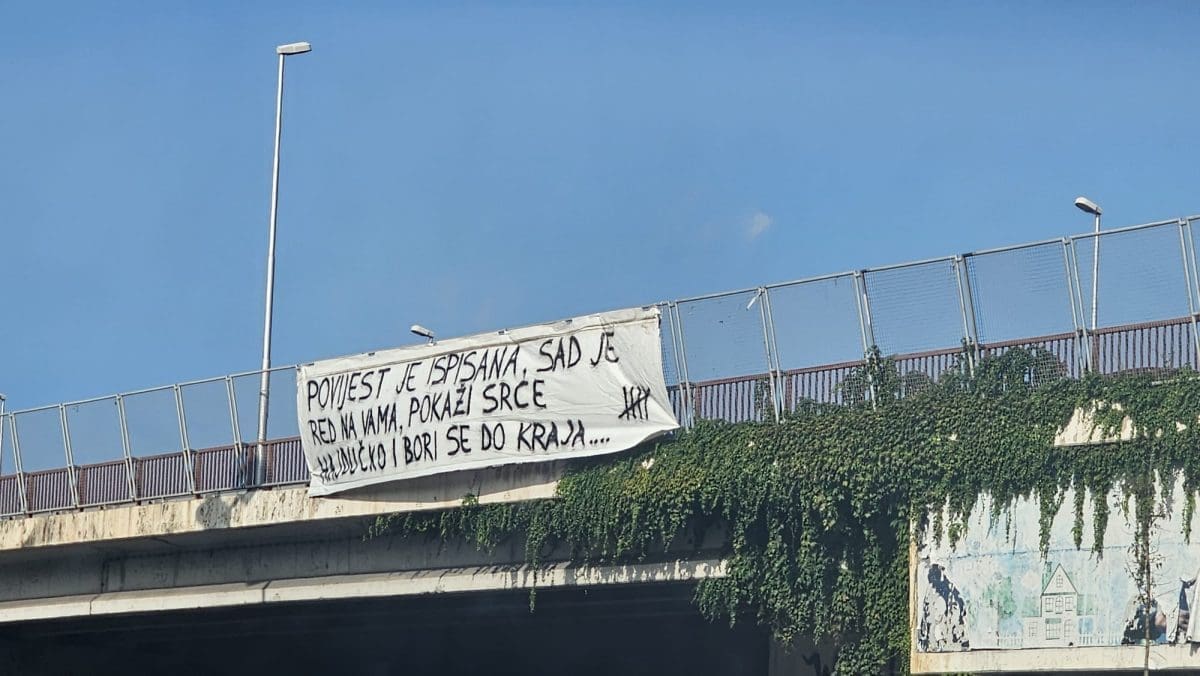 POVIJEST JE ISPISANA, SAD JE
RED NA VAMA, POKAŽI SRCE
HAJDUČKO I BORI SE DO KRAJA....